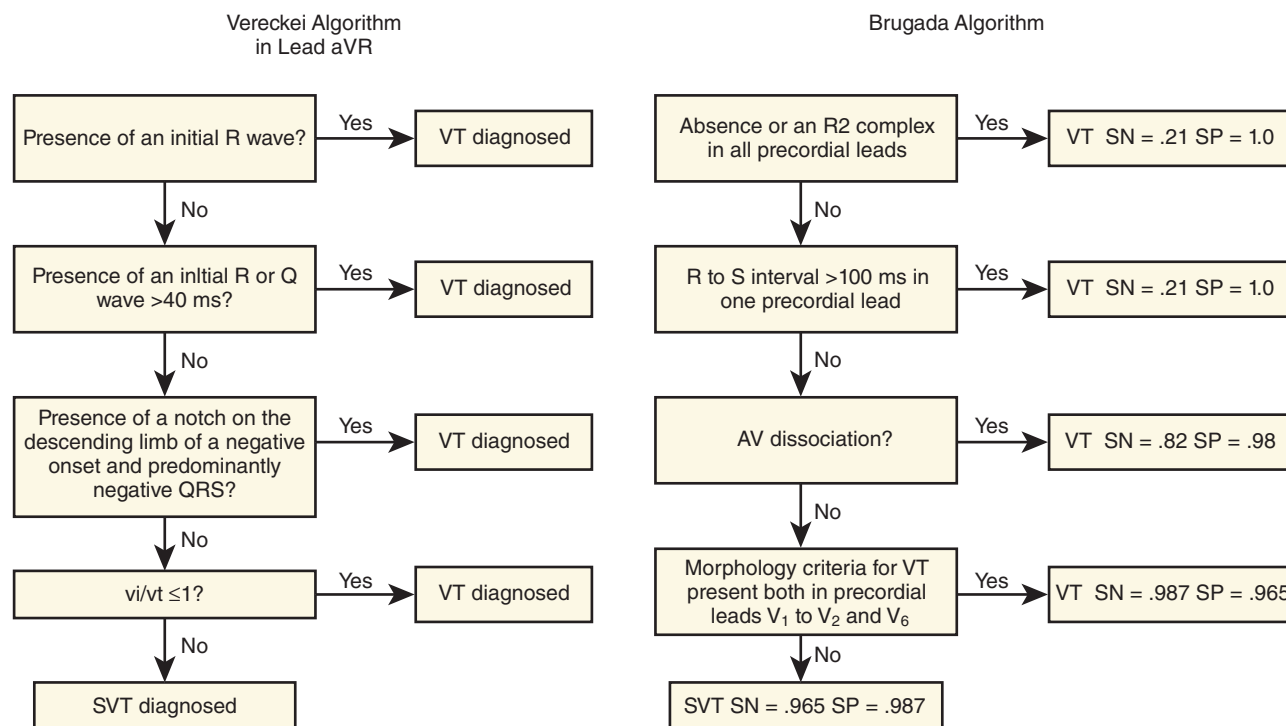 Vereckei Algorithm
in Lead aVR
Presence of an initial R wave?
Yes
VT diagnosed
No
Presence of an inItial R or Q
wave >40 ms?
Yes
VT diagnosed
No
Presence of a notch on the
descending limb of a negative
onset and predominantly
negative QRS?
Yes
VT diagnosed
No
vi/vt ≤1?
Yes
VT diagnosed
No
SVT diagnosed
Brugada Algorithm
Absence or an R2 complex
in all precordial leads
Yes
VT SN = .21 SP = 1.0
No
R to S interval >100 ms in
one precordial lead
Yes
VT SN = .21 SP = 1.0
No
AV dissociation?
Yes
VT SN = .82 SP = .98
No
Morphology criteria for VT
present both in precordial
leads V1 to V2 and V6
Yes
VT SN = .987 SP = .965
No
SVT SN = .965 SP = .987